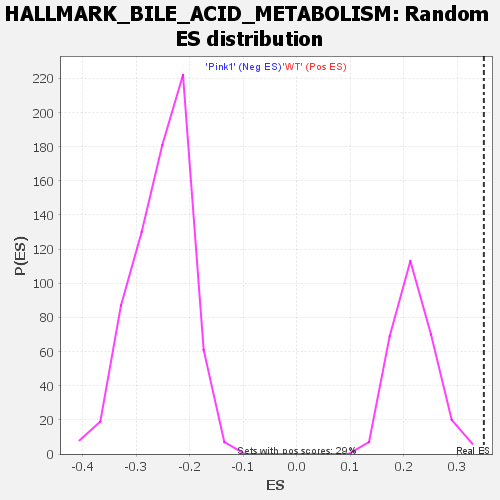 HALLMARK_BILE_ACID_METABOLISM: Random
ES distribution
'Pink1' (Neg ES)'WT' (Pos ES)
P(ES)
220
200
180
160
140
120
100
80
60
40
20
0
Sets with pos scores: 29%
Real ES
-0.4 -0.3 -0.2 -0.1 0.0 0.1 0.2 0.3
ES